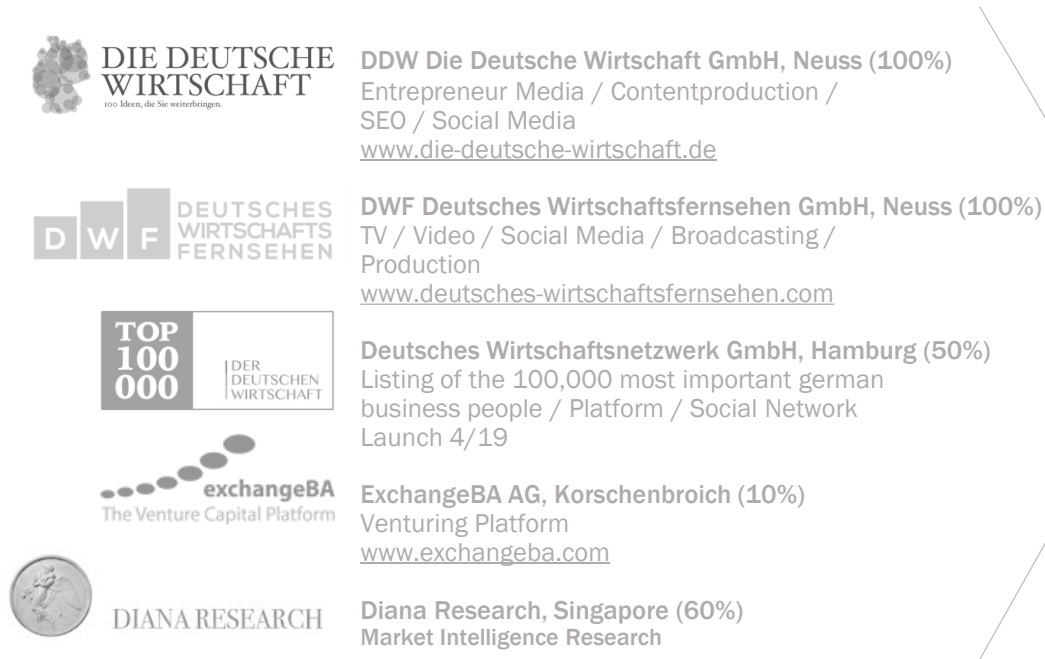 DIE DEUTSCHE
WIRTSCHAFT
100 Ideen, die Sie weiterbringen.
DDW Die Deutsche Wirtschaft GmbH, Neuss (100%)
Entrepreneur Media / Contentproduction /
SEO / Social Media
www.die-deutsche-wirtschaft.de
D W F
DEUTSCHES
WIRTSCHAFTS
FERNSEHEN
DWF Deutsches Wirtschaftsfernsehen GmbH, Neuss (100%)
TV / Video / Social Media / Broadcasting /
Production
www.deutsches-wirtschaftsfernsehen.com
TOP
100
000
DER
DEUTSCHEN
WIRTSCHAFT
Deutsches Wirtschaftsnetzwerk GmbH, Hamburg (50%)
Listing of the 100,000 most important german
business people / Platform / Social Network
Launch 4/19
exchangeBA
The Venture Capital Platform
ExchangeBA AG, Korschenbroich (10%)
Venturing Platform
www.exchangeba.com
DIANA RESEARCH
Diana Research, Singapore (60%)
Market Intelligence Research